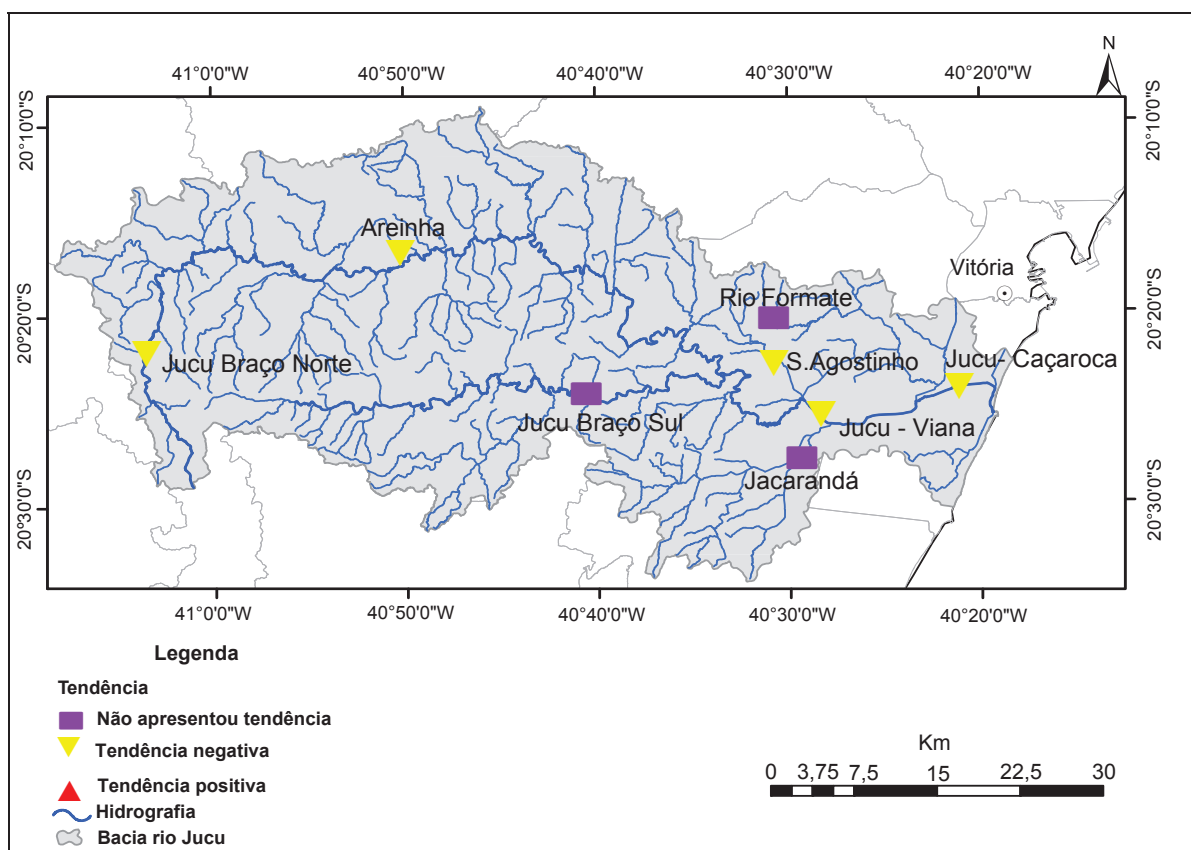 N
41°0'0"W 40°50'0"W 40°40'0"W 40°30'0"W 40°20'0"W
20°10'0"S 20°10'0"S
Areinha
Vitória
Rio Formate
20°20'0"S 20°20'0"S
Jucu Braço Norte S.Agostinho Jucu- Caçaroca
Jucu Braço Sul Jucu - Viana
Jacarandá
20°30'0"S 20°30'0"S
41°0'0"W 40°50'0"W 40°40'0"W 40°30'0"W 40°20'0"W
Legenda
Tendência
Não apresentou tendência
Tendência negativa
Tendência positiva
Hidrografia
Bacia rio Jucu
Km
0 3,75 7,5 15 22,5 30